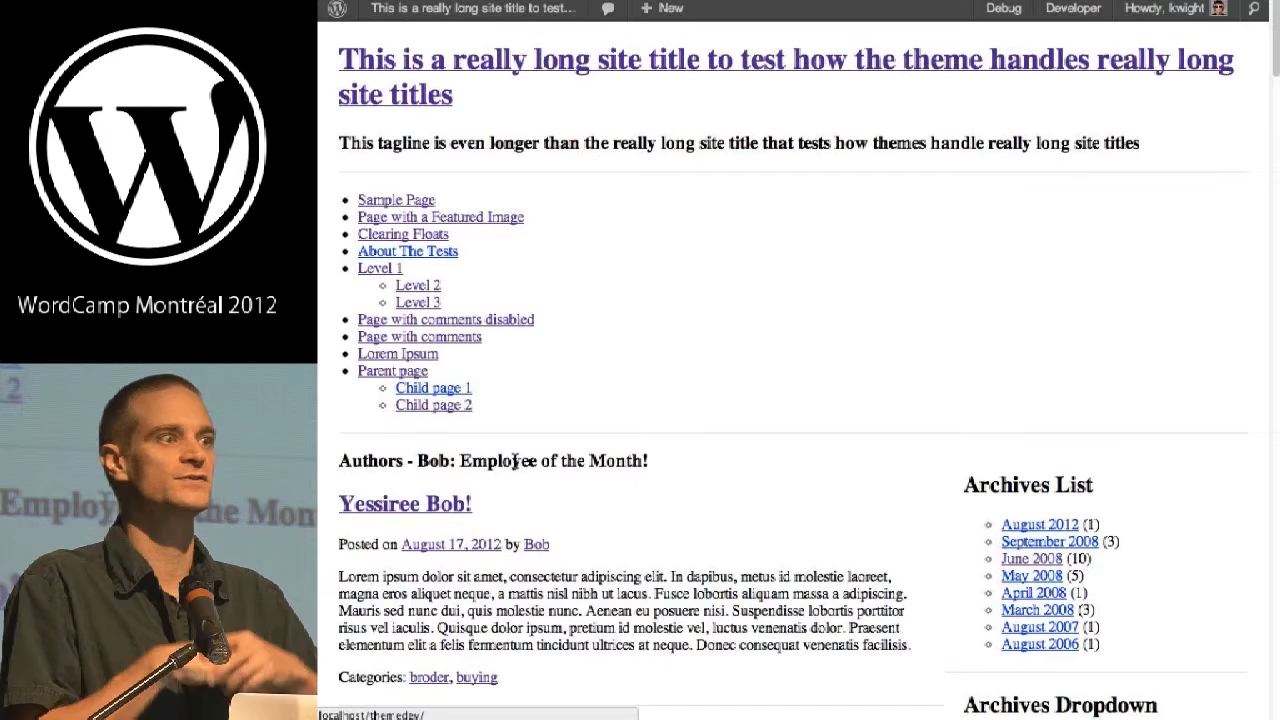 This is a really long site title to test...
New
Debug
Developer
Howdy, kwight
This is a really long site title to test how the theme handles really long
site titles
This tagline is even longer than the really long site title that tests how themes handle really long site titles
WordCamp Montréal 2012
Sample Page
Page with a Featured Image
Clearing Floats
About The Tests
Level 1
Level 2
Level 3
Page with comments disabled
Page with comments
Lorem Ipsum
Parent page
Child page 1
Child page 2
Authors - Bob: Employee of the Month!
Yessiree Bob!
Posted on August 17, 2012 by Bob
Lorem ipsum dolor sit amet, consectetur adipiscing elit. In dapibus, metus id molestie laoreet,
magna eros aliquet neque, a mattis nisl nibh ut lacus. Fusce lobortis aliquam massa a adipiscing.
Mauris sed nunc dui, quis molestie nunc. Aenean eu posuere nisi. Suspendisse lobortis porttitor
risus vel iaculis. Quisque dolor ipsum, pretium id molestie vel, luctus venenatis dolor. Praesent
elementum elit a felis fermentum tincidunt ultrices at neque. Donec consequat venenatis facilisis.
Categories: broder, buying
Archives List
August 2012 (1)
September 2008 (3)
June 2008 (10)
May 2008 (5)
April 2008 (1)
March 2008 (3)
August 2007 (1)
August 2006 (1)
Archives Dropdown
localhost/themedev/
2
Employ the Mon